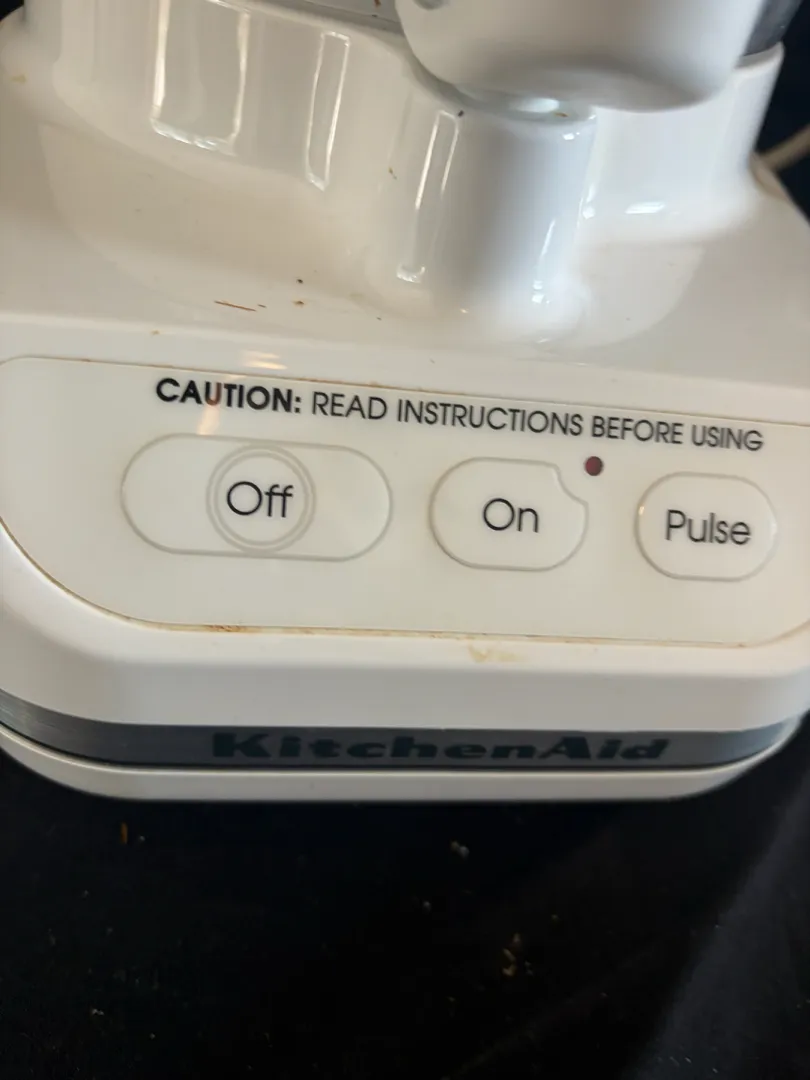 CAUTION: READ INSTRUCTIONS BEFORE USING
Off On Pulse
KitchenAid